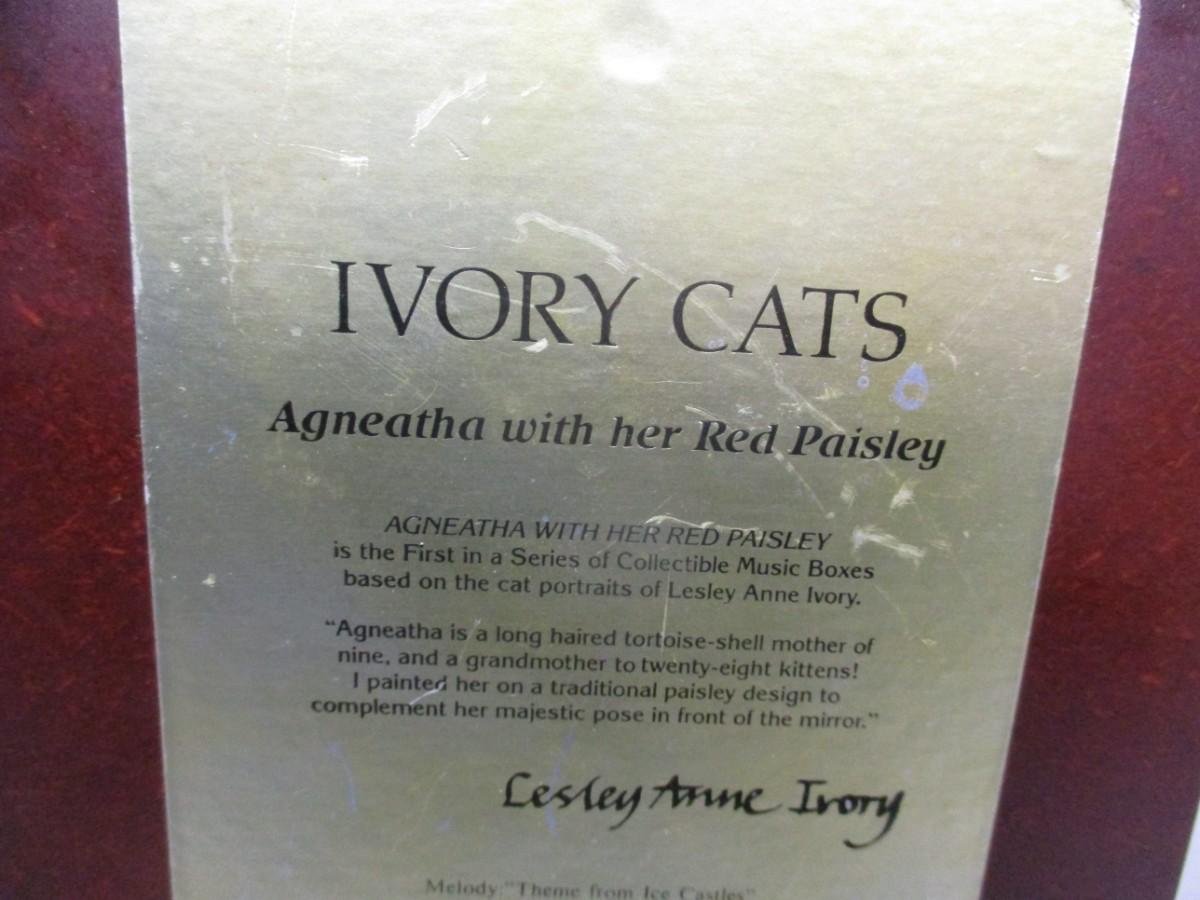 IVORY CATS
Agneatha with her Red Paisley
AGNEATHA WITH HER RED PAISLEY
is the First in a Series of Collectible Music Boxes
based on the cat portraits of Lesley Anne Ivory.
“Agneatha is a long haired tortoise-shell mother of
nine, and a grandmother to twenty-eight kittens!
I painted her on a traditional paisley design to
complement her majestic pose in front of the mirror.”
Lesley Anne Ivory
Melody: "Theme from Ice Castles"